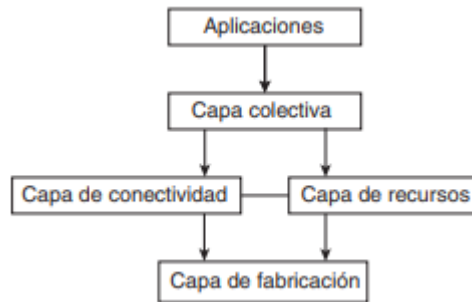 Aplicaciones
Capa colectiva
Capa de conectividad
Capa de recursos
Capa de fabricación